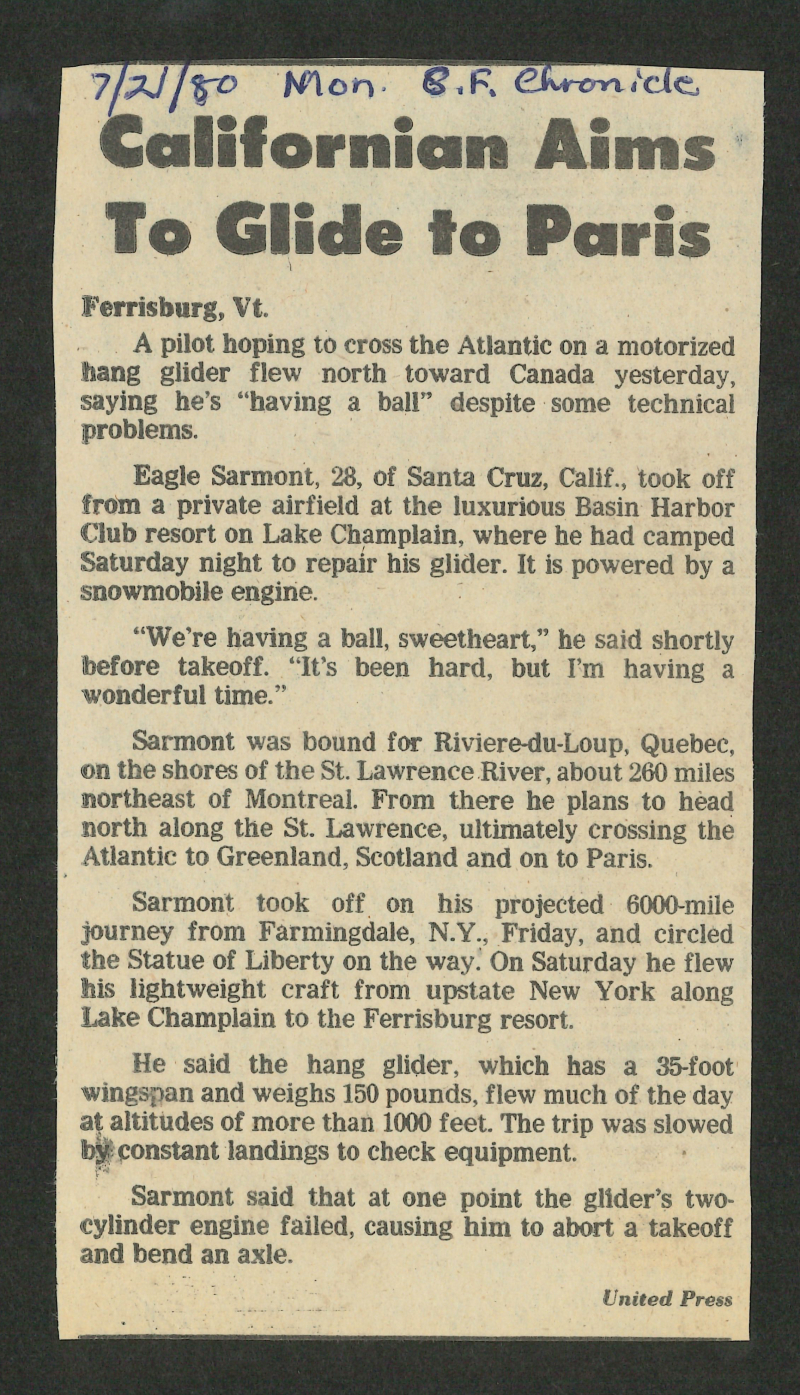 7/21/80 Mon. S.F. Chronicle
Californian Aims
To Glide to Paris
Ferrisburg, Vt.
A pilot hoping to cross the Atlantic on a motorized
hang glider flew north toward Canada yesterday,
saying he's "having a ball" despite some technical
problems.
Eagle Sarmont, 28, of Santa Cruz, Calif., took off
from a private airfield at the luxurious Basin Harbor
Club resort on Lake Champlain, where he had camped
Saturday night to repair his glider. It is powered by a
snowmobile engine.
"We're having a ball, sweetheart," he said shortly
before takeoff. "It's been hard, but I'm having a
wonderful time."
Sarmont was bound for Riviere-du-Loup, Quebec,
on the shores of the St. Lawrence River, about 260 miles
northeast of Montreal. From there he plans to head
north along the St. Lawrence, ultimately crossing the
Atlantic to Greenland, Scotland and on to Paris.
Sarmont took off on his projected 6000-mile
journey from Farmingdale, N.Y., Friday, and circled
the Statue of Liberty on the way. On Saturday he flew
his lightweight craft from upstate New York along
Lake Champlain to the Ferrisburg resort.
He said the hang glider, which has a 35-foot
wingspan and weighs 150 pounds, flew much of the day
at altitudes of more than 1000 feet. The trip was slowed
by constant landings to check equipment.
Sarmont said that at one point the glider's two-
cylinder engine failed, causing him to abort a takeoff
and bend an axle.
United Press